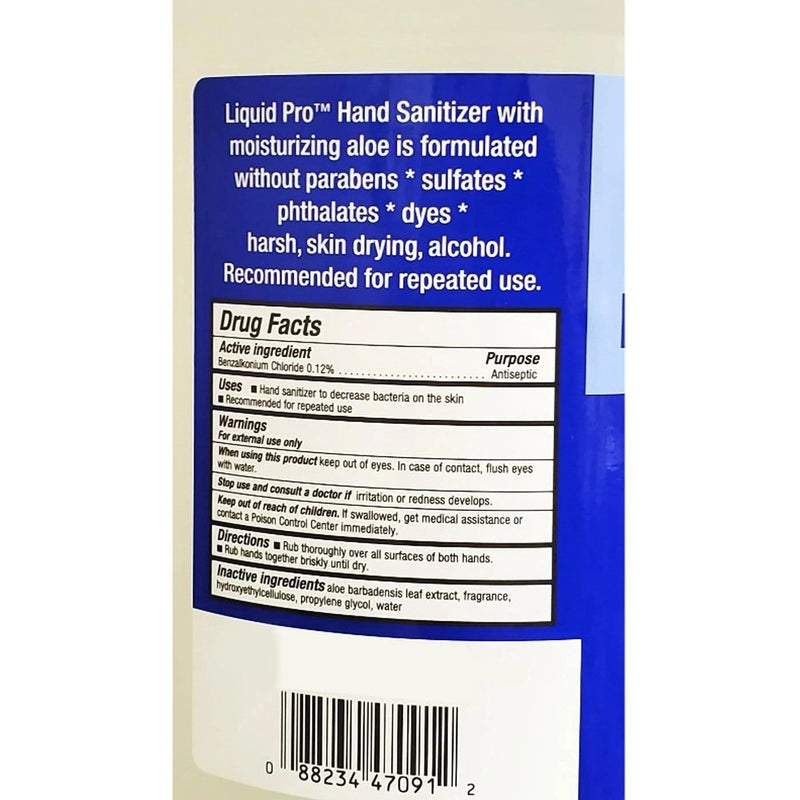 Liquid Pro™ Hand Sanitizer with
moisturizing aloe is formulated
without parabens * sulfates *
phthalates * dyes *
harsh, skin drying, alcohol.
Recommended for repeated use.
Drug Facts
Active ingredient Purpose
Benzalkonium Chloride 0.12% ........................... Antiseptic
Uses ■ Hand sanitizer to decrease bacteria on the skin
■ Recommended for repeated use
Warnings
For external use only
When using this product keep out of eyes. In case of contact, flush eyes
with water.
Stop use and consult a doctor if irritation or redness develops.
Keep out of reach of children. If swallowed, get medical assistance or
contact a Poison Control Center immediately.
Directions ■ Rub thoroughly over all surfaces of both hands.
■ Rub hands together briskly until dry.
Inactive ingredients aloe barbadensis leaf extract, fragrance,
hydroxyethylcellulose, propylene glycol, water
0 88234 47091 2